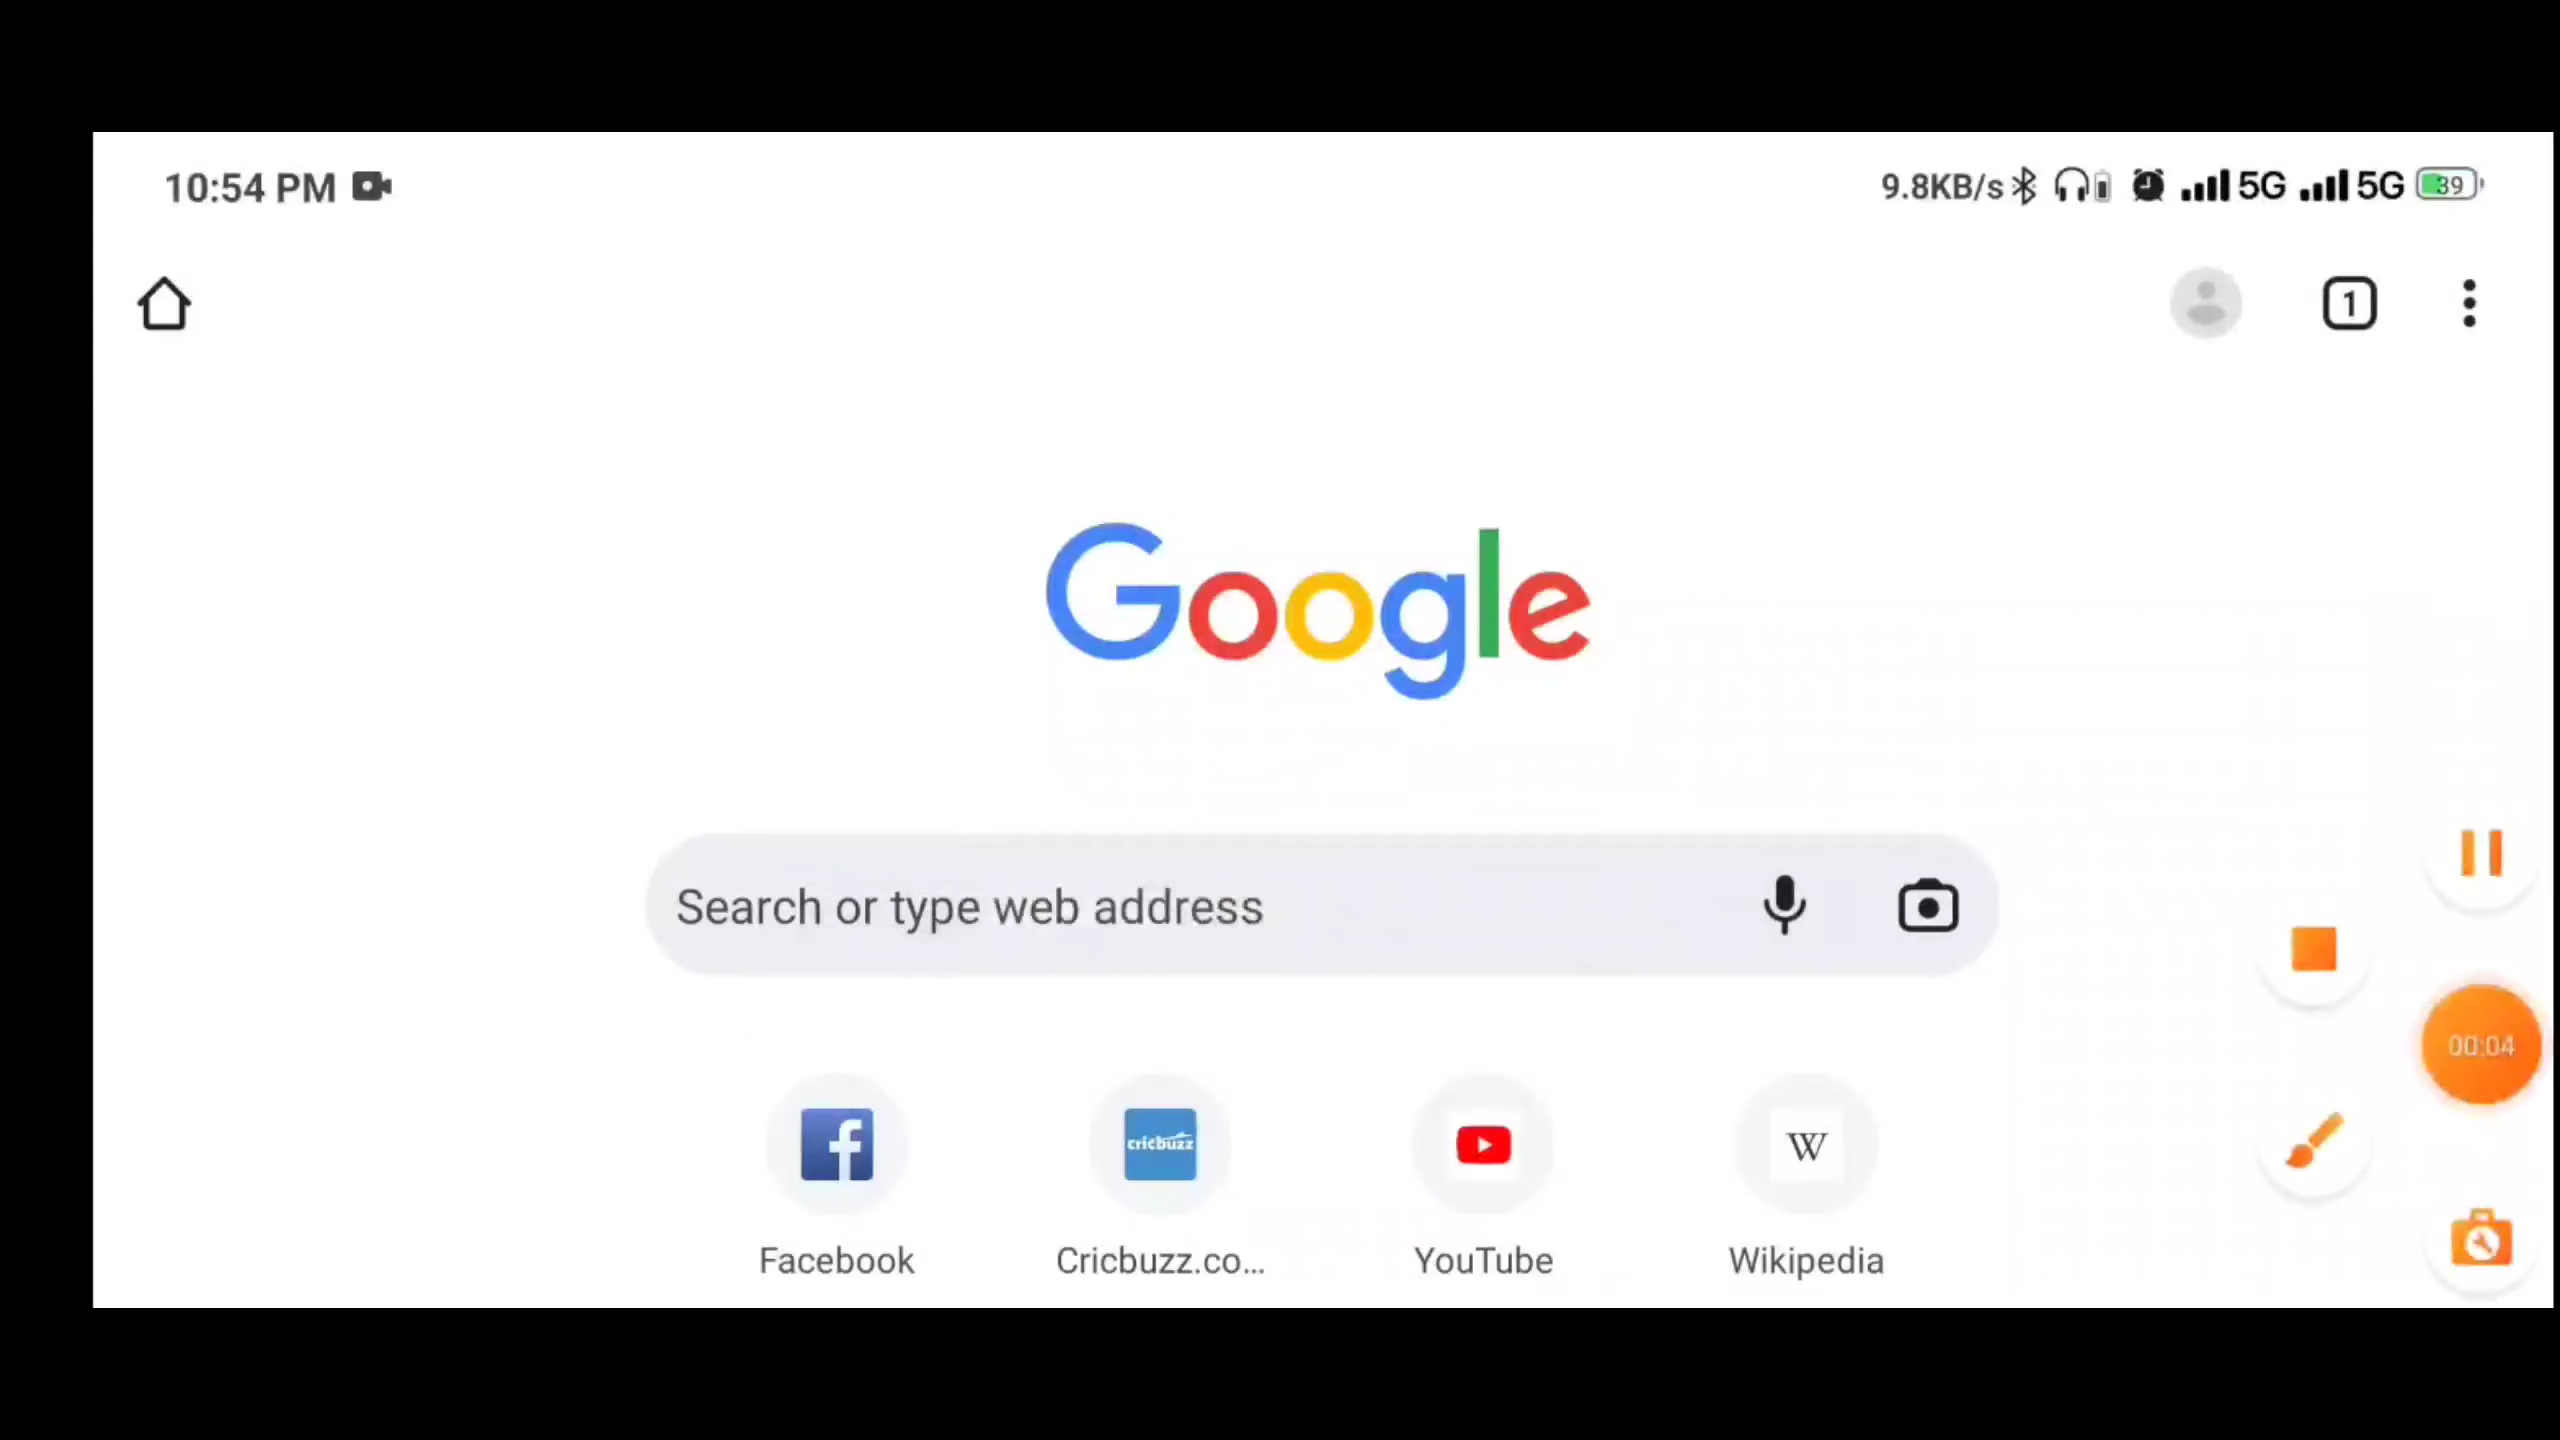 10:54 PM
9.8KB/s 5G 5G 39
1
Google
Search or type web address
00:04
cricbuzz
W
Facebook
Cricbuzz.co...
YouTube
Wikipedia